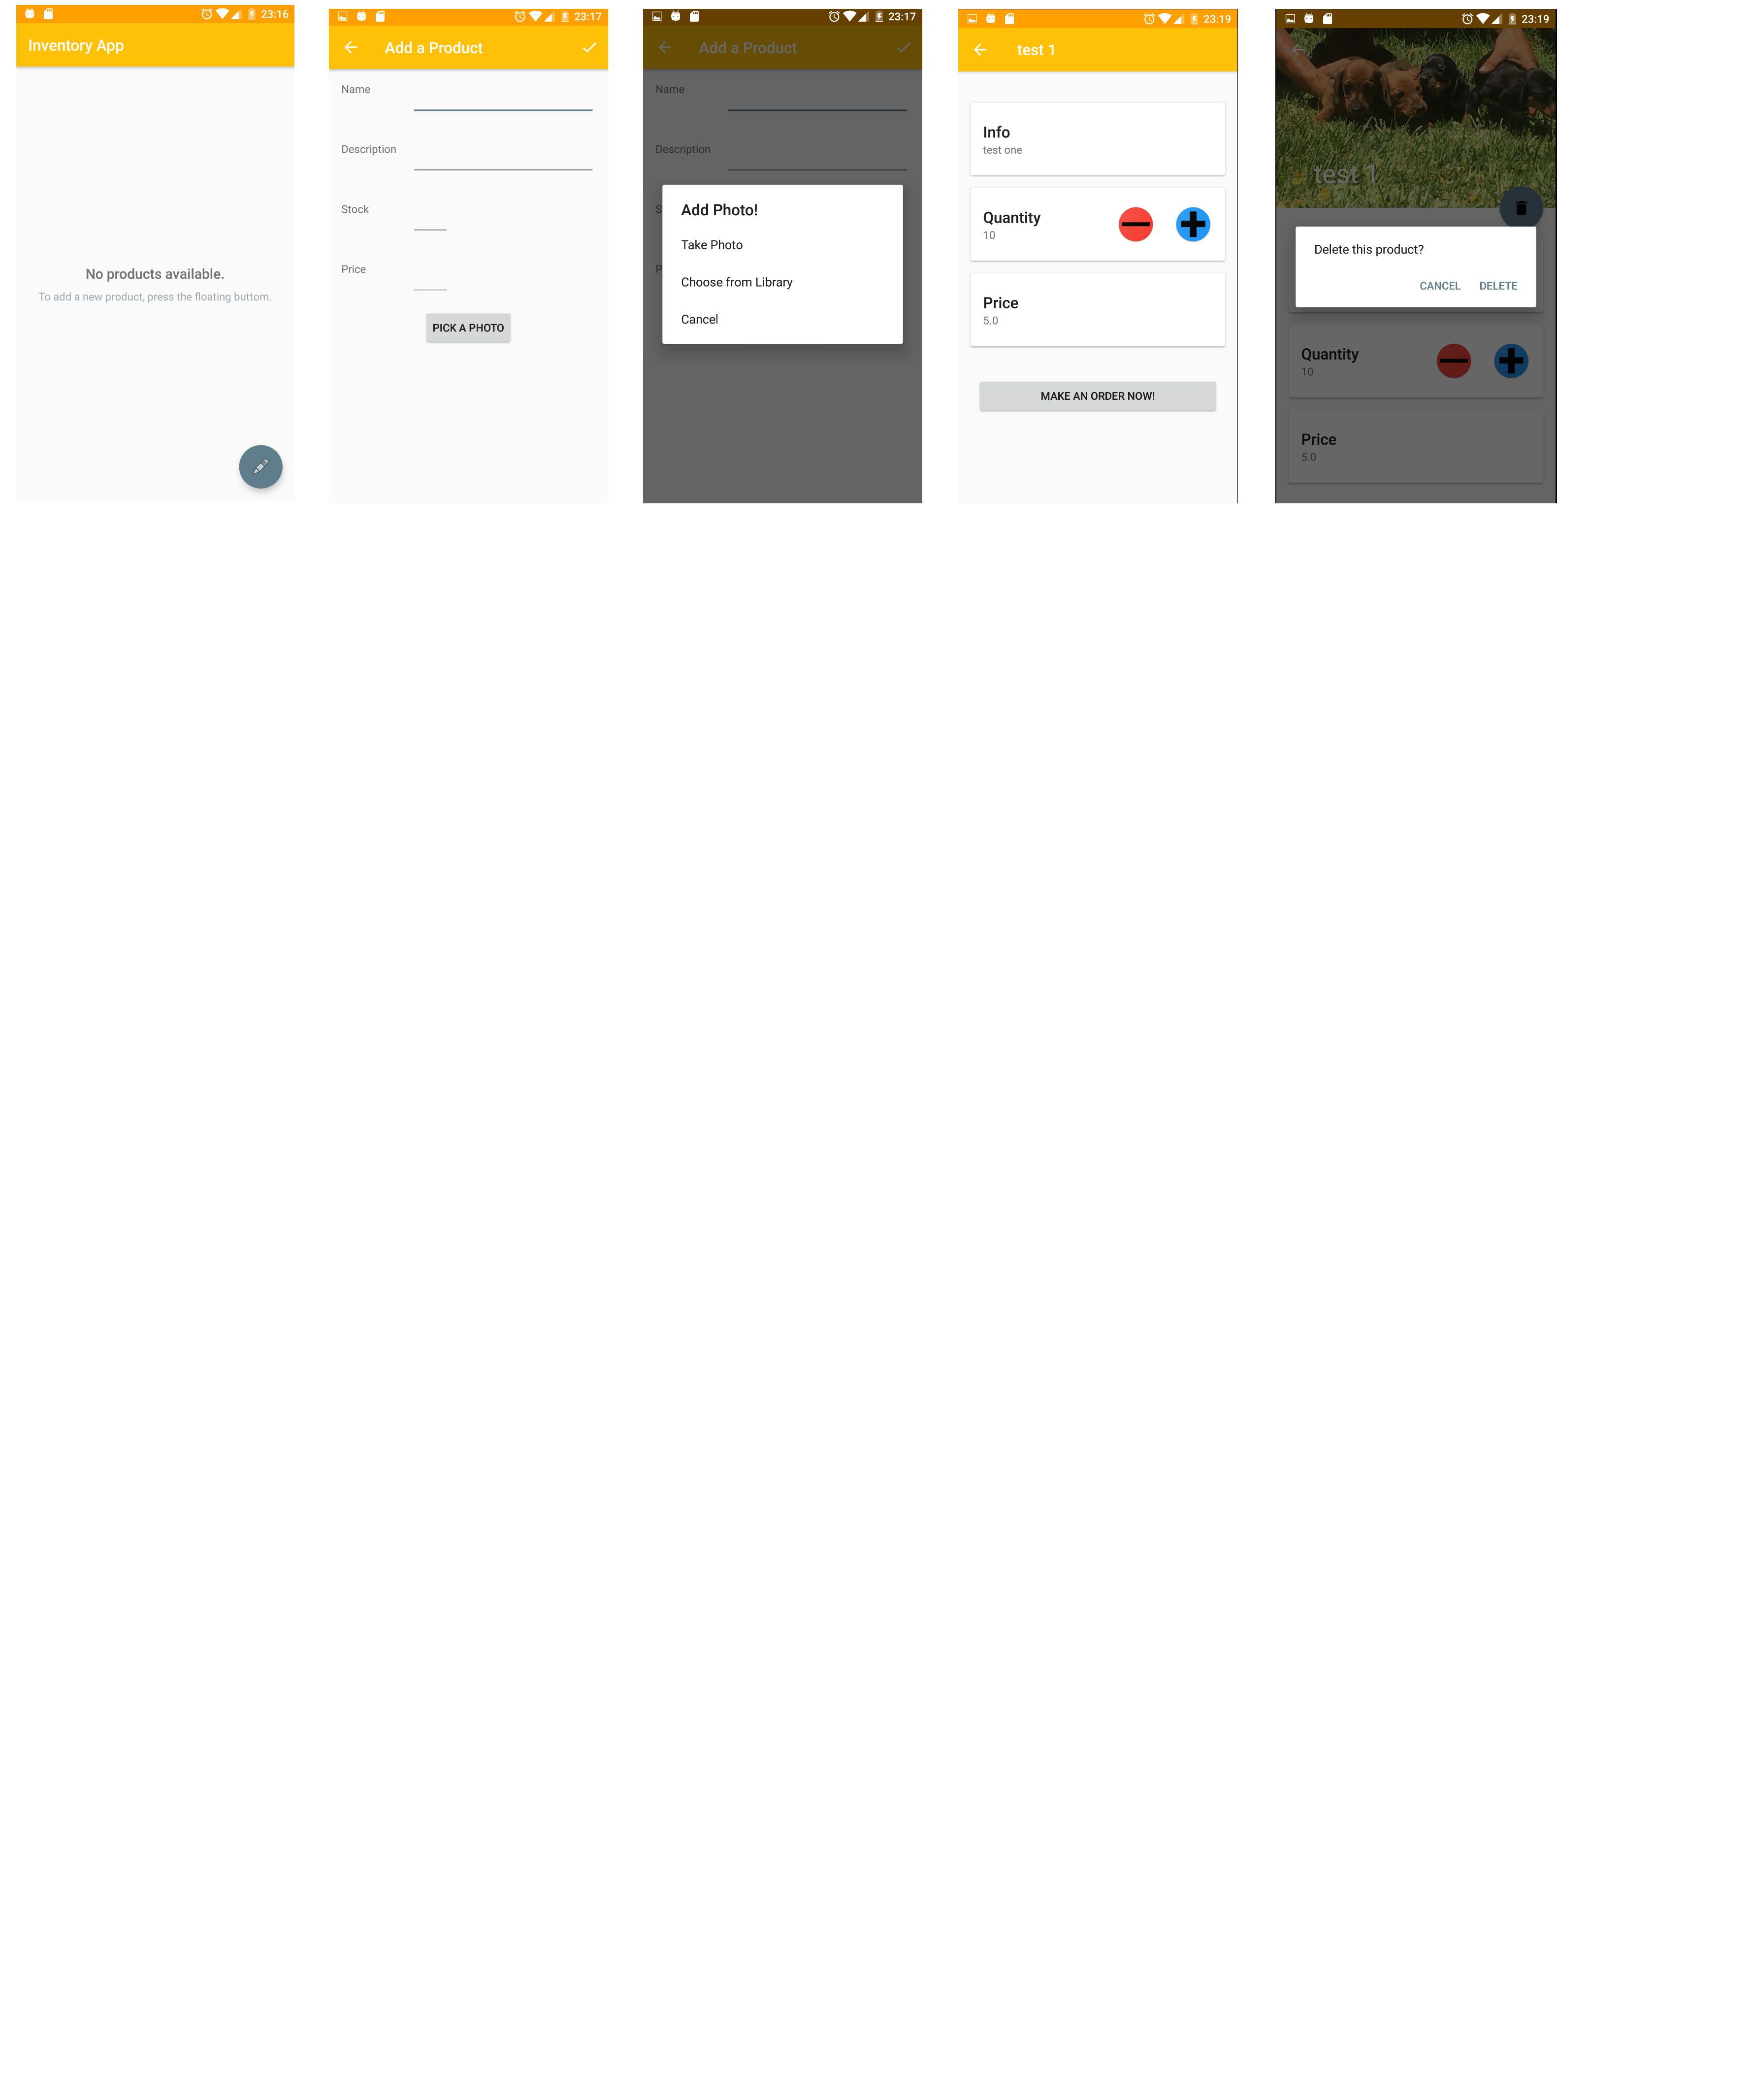 23:16
Inventory App
No products available.
To add a new product, press the floating buttom.
23:17
Add a Product
Name
Description
Stock
Price
PICK A PHOTO
23:17
Add a Product
Name
Description
S
P
Add Photo!
Take Photo
Choose from Library
Cancel
23:19
test 1
Info
test one
Quantity
10
Price
5.0
MAKE AN ORDER NOW!
23:19
test 1
Delete this product?
CANCEL DELETE
Quantity
10
Price
5.0